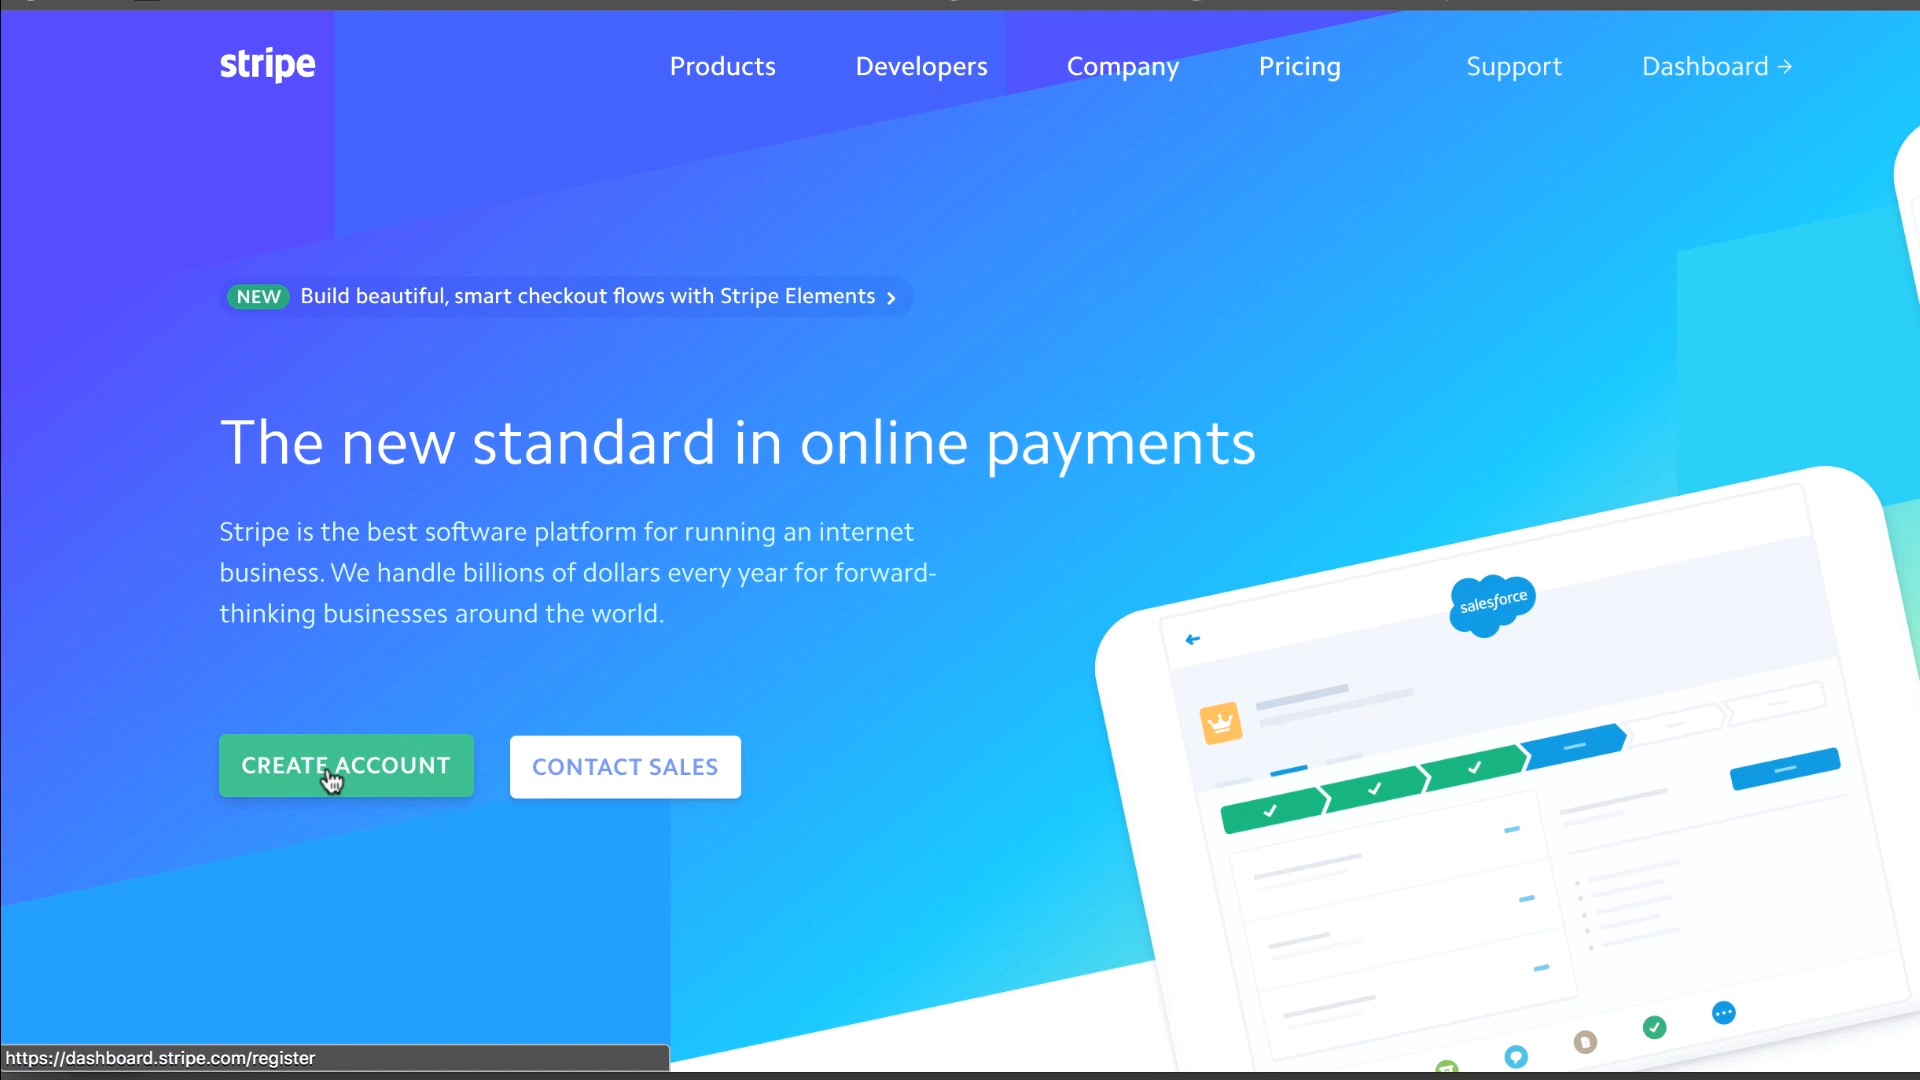 stripe
Products Developers Company Pricing Support Dashboard →
NEW Build beautiful, smart checkout flows with Stripe Elements ›
The new standard in online payments
Stripe is the best software platform for running an internet
business. We handle billions of dollars every year for forward-
thinking businesses around the world.
CREATE ACCOUNT CONTACT SALES
salesforce
https://dashboard.stripe.com/register